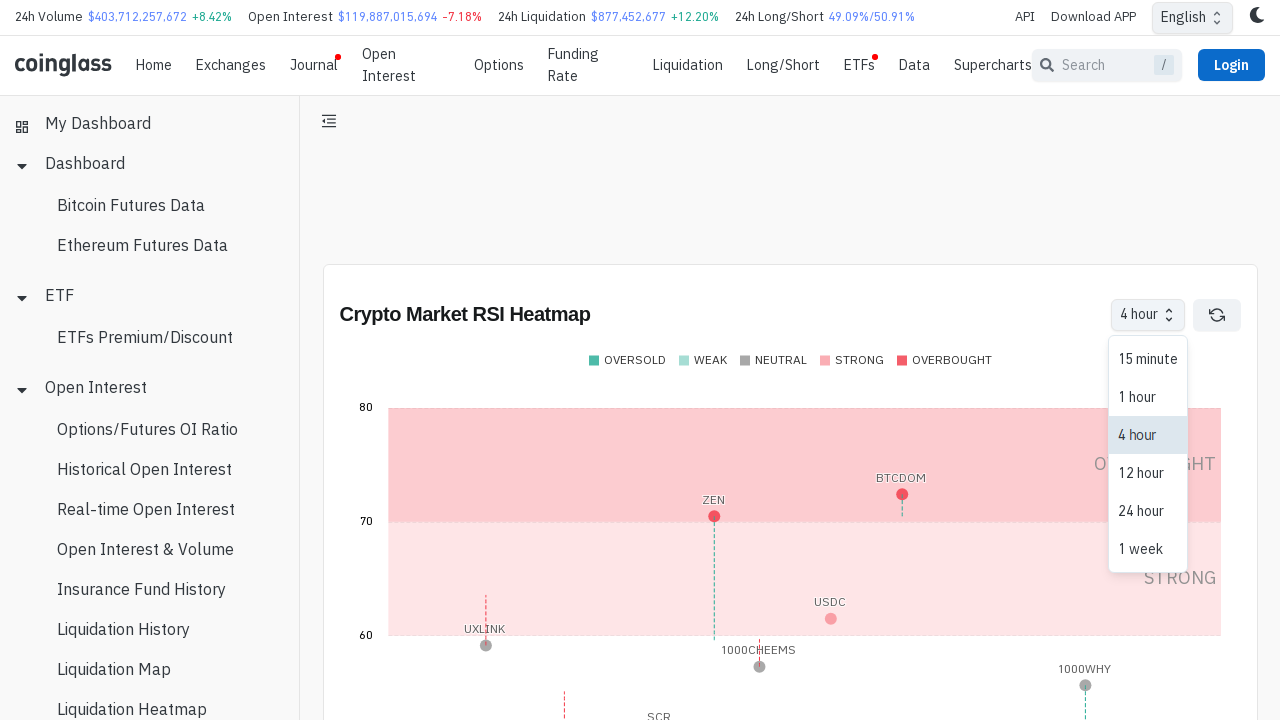 24h Volume $403,712,257,672 +8.42% Open Interest $119,887,015,694 -7.18% 24h Liquidation $877,452,677 +12.20% 24h Long/Short 49.09%/50.91% API Download APP English
coinglass Home Exchanges Journal Open Interest Options Funding Rate Liquidation Long/Short ETFs Data Supercharts Search / Login
My Dashboard
Dashboard
Bitcoin Futures Data
Ethereum Futures Data
ETF
ETFs Premium/Discount
Open Interest
Options/Futures OI Ratio
Historical Open Interest
Real-time Open Interest
Open Interest & Volume
Insurance Fund History
Liquidation History
Liquidation Map
Liquidation Heatmap
Crypto Market RSI Heatmap
4 hour
15 minute
1 hour
4 hour
12 hour
24 hour
1 week
OVERSOLD WEAK NEUTRAL STRONG OVERBOUGHT
80
BTCDOM
ZEN
70
STRONG
USDC
UXLINK
60
1000CHEEMS
1000WHY
SCR